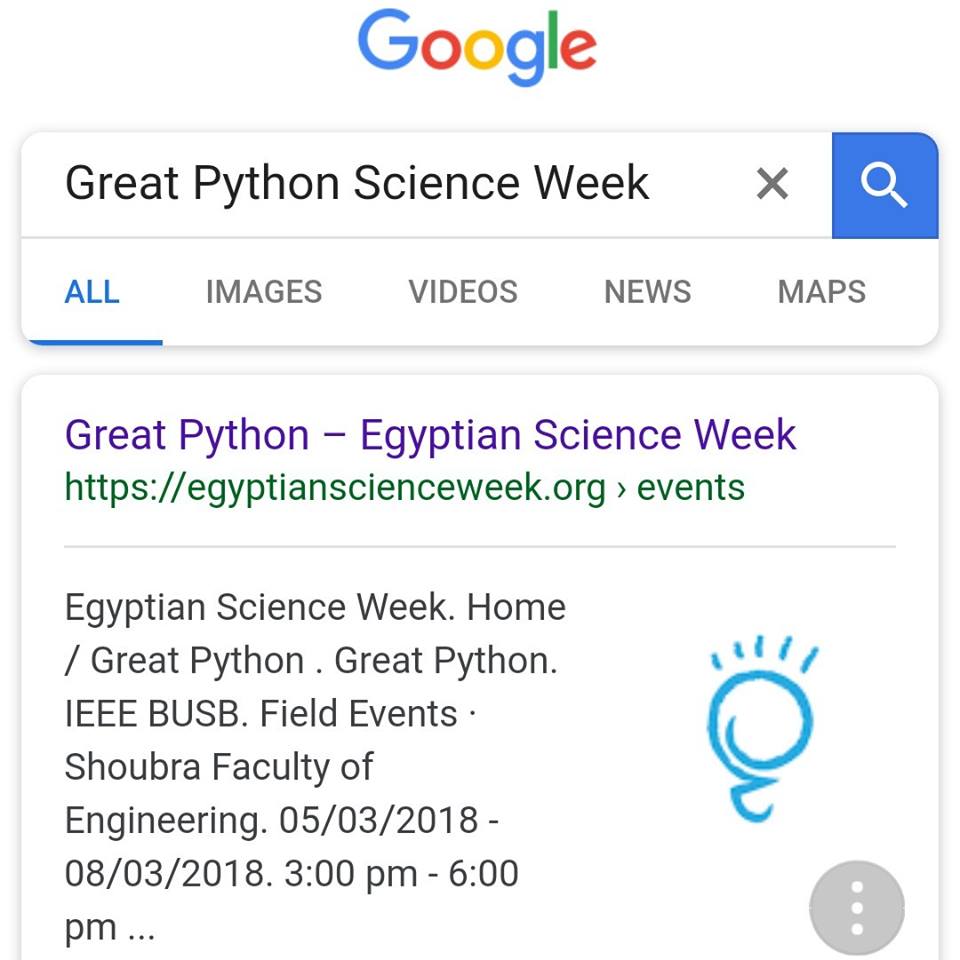 Google
Great Python Science Week
ALL IMAGES VIDEOS NEWS MAPS
Great Python – Egyptian Science Week
https://egyptianscienceweek.org › events
Egyptian Science Week. Home
/ Great Python . Great Python.
IEEE BUSB. Field Events ·
Shoubra Faculty of
Engineering. 05/03/2018 -
08/03/2018. 3:00 pm - 6:00
pm ...